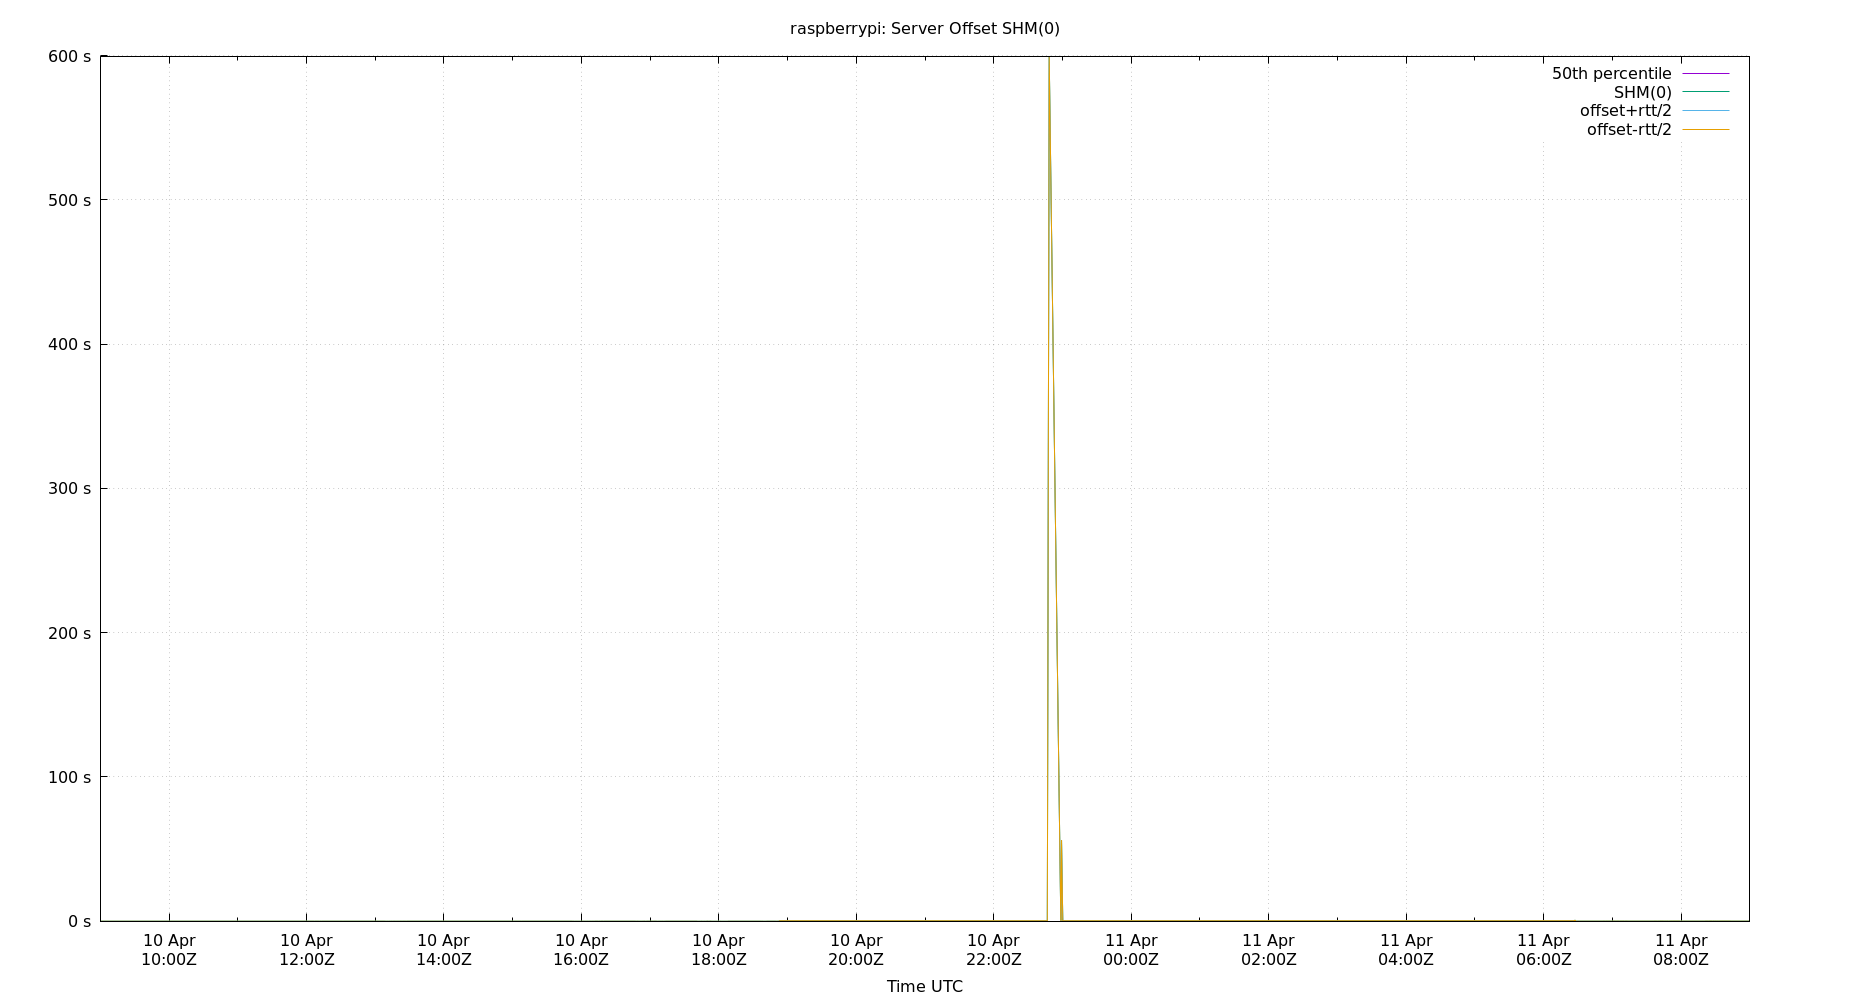 raspberrypi: Server Offset SHM(0)
600 s
500 s
400 s
300 s
200 s
100 s
0 s
50th percentile
SHM(0)
offset+rtt/2
offset-rtt/2
10 Apr 10 Apr 10 Apr 10 Apr 10 Apr 10 Apr 10 Apr 11 Apr 11 Apr 11 Apr 11 Apr 11 Apr
10:00Z 12:00Z 14:00Z 16:00Z 18:00Z 20:00Z 22:00Z 00:00Z 02:00Z 04:00Z 06:00Z 08:00Z
Time UTC